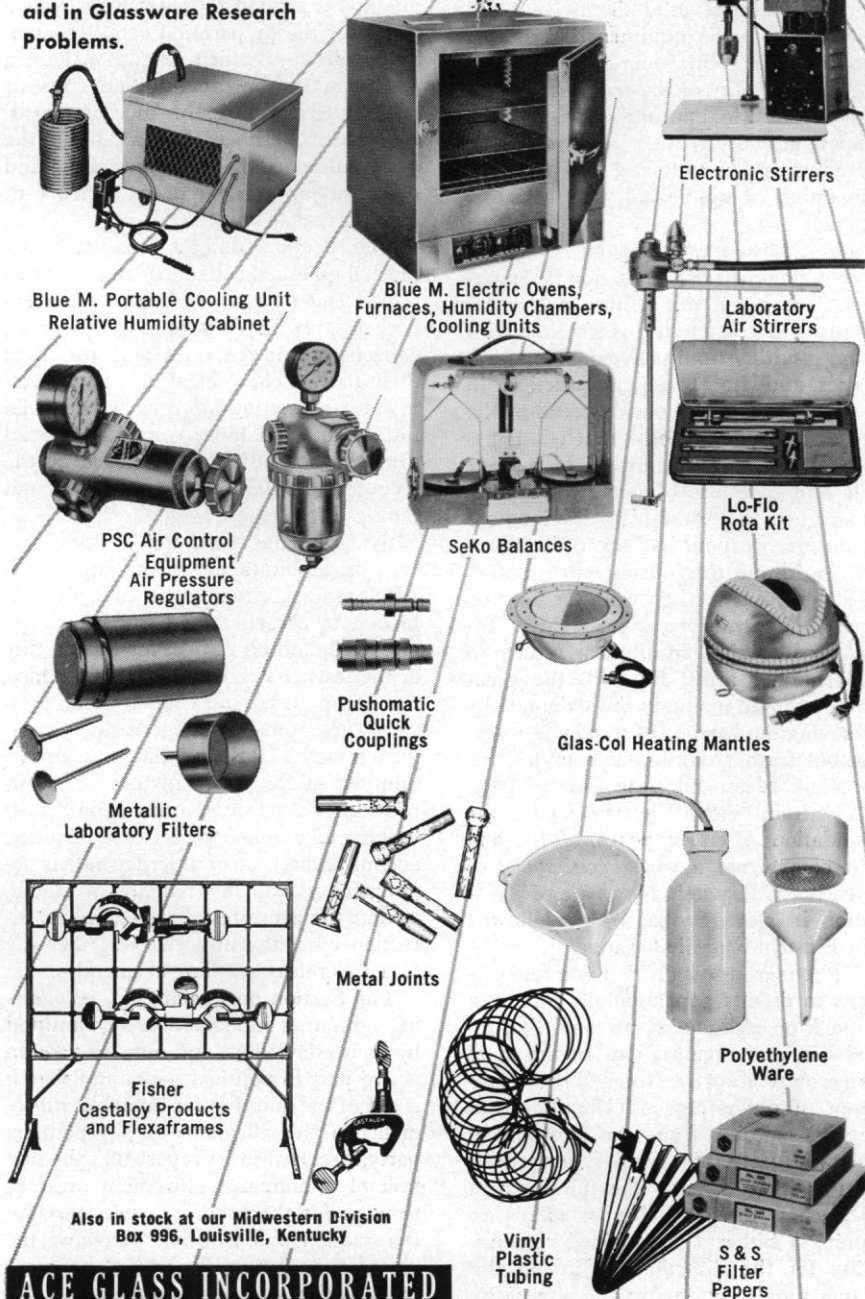 aid in Glassware Research
Problems.
Electronic Stirrers
Blue M. Portable Cooling Unit
Relative Humidity Cabinet
Blue M. Electric Ovens,
Furnaces, Humidity Chambers,
Cooling Units
Laboratory
Air Stirrers
PSC Air Control
Equipment
Air Pressure
Regulators
SeKo Balances
Lo-Flo
Rota Kit
Pushomatic
Quick
Couplings
Glas-Col Heating Mantles
Metallic
Laboratory Filters
Metal Joints
Polyethylene
Ware
Fisher
Castaloy Products
and Flexaframes
CASTALOY
Also in stock at our Midwestern Division
Box 996, Louisville, Kentucky
Vinyl
Plastic
Tubing
S & S
Filter
Papers
ACE GLASS INCORPORATED